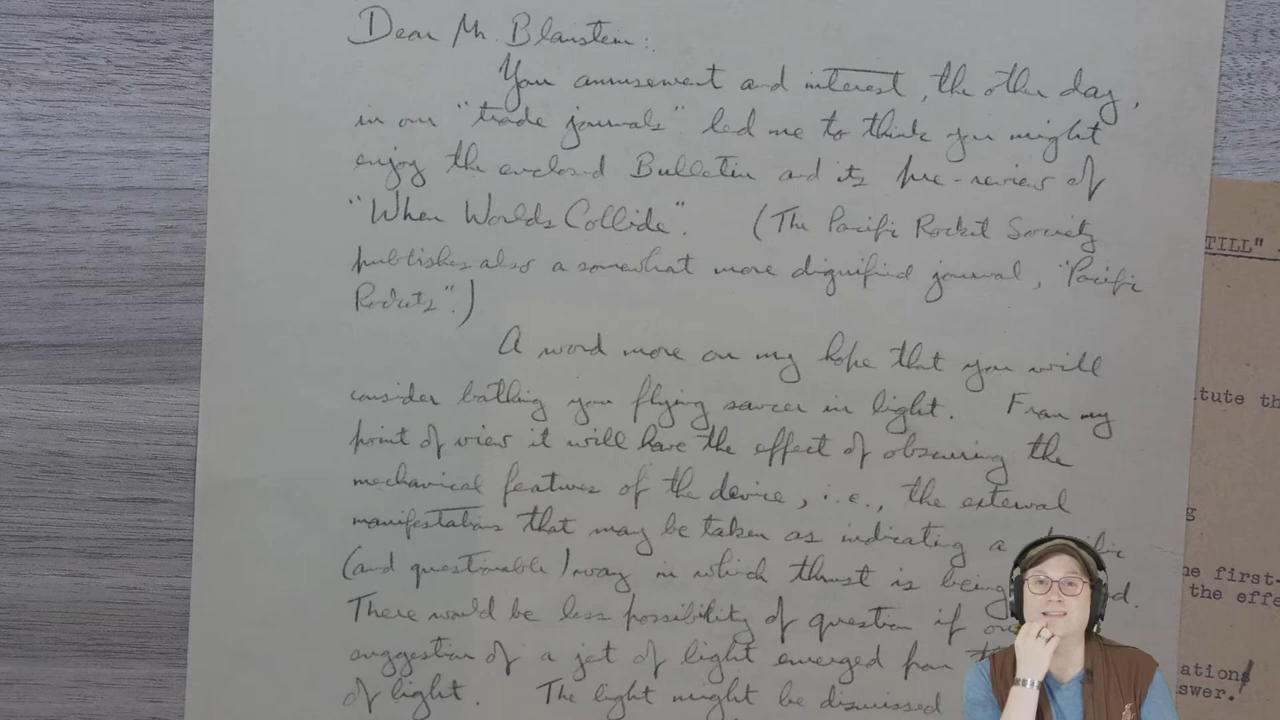 Dear Mr. Blaustein:
Your amusement and interest, the other day,
in our "trade journals" led me to think you might
enjoy the enclosed Bulletin and its pre-review of
"When Worlds Collide". (The Pacific Rocket Society
publishes also a somewhat more dignified journal, "Pacific
Rockets".)
A word more on my hope that you will
consider bathing your flying saucer in light. From my
point of view it will have the effect of obscuring the
mechanical features of the device, i.e., the external
manifestations that may be taken as indicating a
(and questionable) way in which thrust is being
There would be less possibility of question if
suggestion of a jet of light emerged from
of light. The light might be dismissed
TILL"
itute th
g
he first-
the effe
ations
swer.